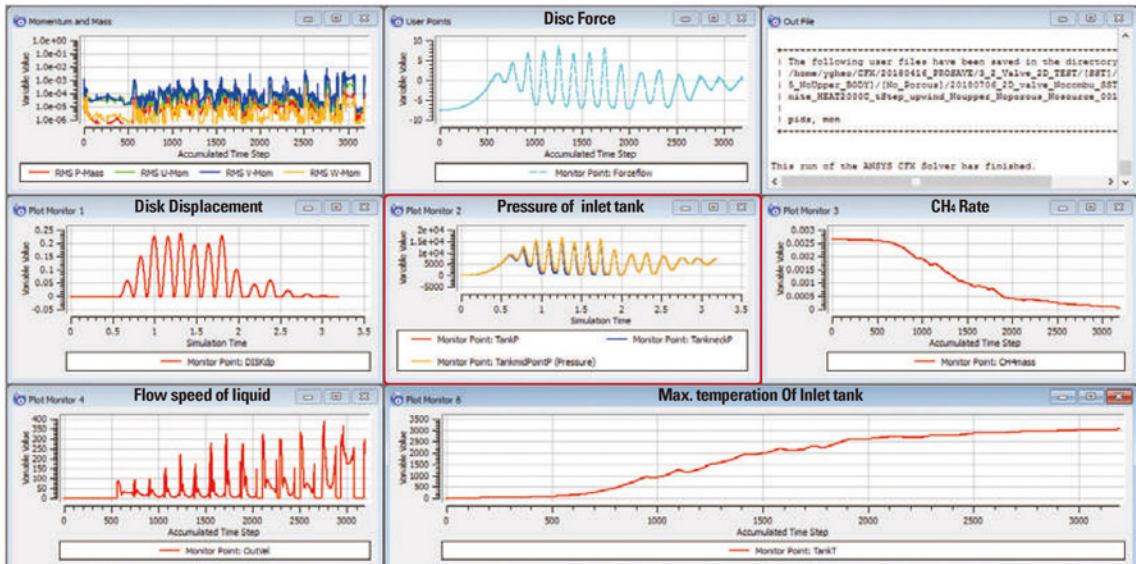 Momentum and Mass
1.0e+00
1.0e-01
1.0e-02
1.0e-03
1.0e-04
1.0e-05
1.0e-06
Variable Value
0 500 1000 1500 2000 2500 3000
Accumulated Time Step
RMS P-Mass RMS U-Mom RMS V-Mom RMS W-Mom
User Points
Disc Force
10
5
0
-5
-10
Variable Value
0 500 1000 1500 2000 2500 3000
Accumulated Time Step
Monitor Point: Forceflow
Out File
The following user files have been saved in the directory
pids, mon
This run of the ANSYS CFX Solver has finished.
Plot Monitor 1
Disk Displacement
0.25
0.2
0.15
0.1
0.05
0
-0.05
Variable Value
0 0.5 1 1.5 2 2.5 3 3.5
Simulation Time
Monitor Point: DISKdp
Plot Monitor 2
Pressure of inlet tank
2e+04
1.5e+04
1e+04
5000
0
-5000
Variable Value
0 0.5 1 1.5 2 2.5 3 3.5
Simulation Time
Monitor Point: TankP Monitor Point: TankneckP
Monitor Point: TankmidPointP (Pressure)
Plot Monitor 3
CH₄ Rate
0.003
0.0025
0.002
0.0015
0.001
0.0005
0
Variable Value
0 500 1000 1500 2000 2500 3000
Accumulated Time Step
Monitor Point: CH4mass
Plot Monitor 4
Flow speed of liquid
400
350
300
250
200
150
100
50
0
Variable Value
0 500 1000 1500 2000 2500 3000
Accumulated Time Step
Monitor Point: OutVel
Plot Monitor 6
Max. temperation Of Inlet tank
3500
3000
2500
2000
1500
1000
500
0
Variable Value
0 500 1000 1500 2000 2500 3000
Accumulated Time Step
Monitor Point: TankT